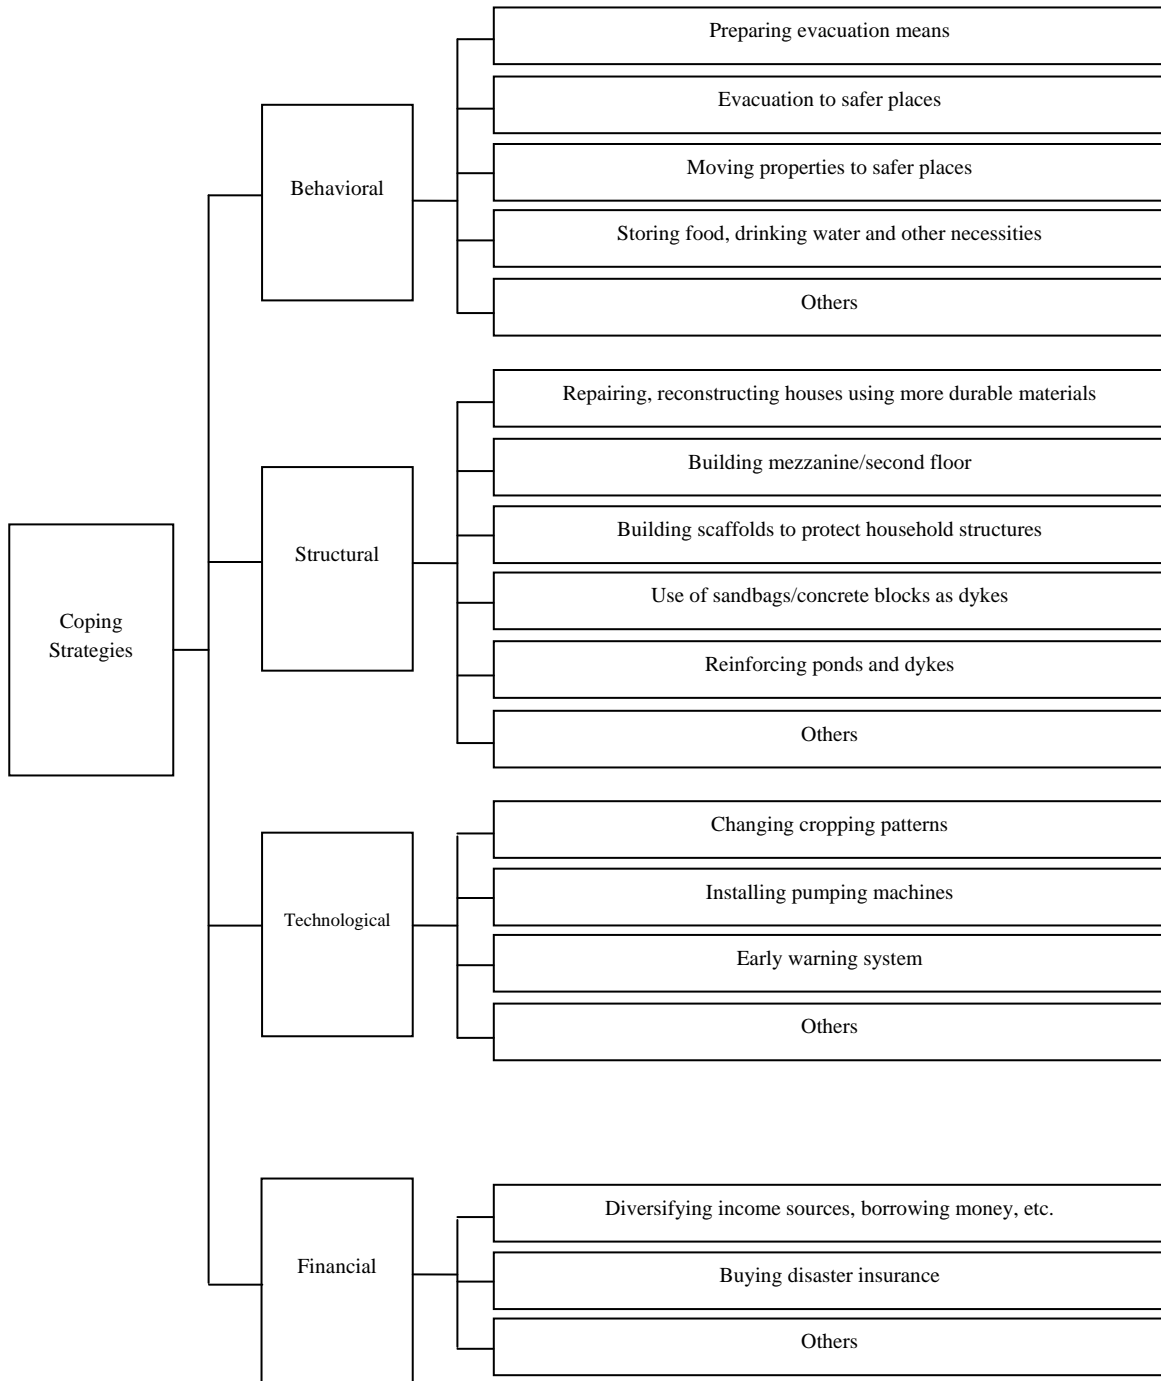 Preparing evacuation means
Evacuation to safer places
Behavioral
Moving properties to safer places
Storing food, drinking water and other necessities
Others
Repairing, reconstructing houses using more durable materials
Building mezzanine/second floor
Structural
Building scaffolds to protect household structures
Use of sandbags/concrete blocks as dykes
Coping
Strategies
Reinforcing ponds and dykes
Others
Changing cropping patterns
Installing pumping machines
Technological
Early warning system
Others
Diversifying income sources, borrowing money, etc.
Financial
Buying disaster insurance
Others